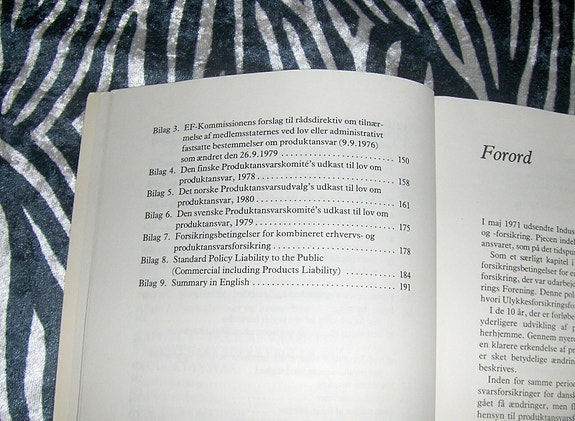 Bilag 3. EF-Kommissionens forslag til rådsdirektiv om tilnær-
melse af medlemsstaternes ved lov eller administrativt
fastsatte bestemmelser om produktansvar (9.9.1976)
som ændret den 26.9.1979 . . . . . . . . . . . . . . . . . . . . 150
Bilag 4. Den finske Produktansvarskomité's udkast til lov om
produktansvar, 1978 . . . . . . . . . . . . . . . . . . . . . . . . 158
Bilag 5. Det norske Produktansvarsudvalg's udkast til lov om
produktansvar, 1980 . . . . . . . . . . . . . . . . . . . . . . . . 161
Bilag 6. Den svenske Produktansvarskomité's udkast til lov om
produktansvar, 1979 . . . . . . . . . . . . . . . . . . . . . . . . 175
Bilag 7. Forsikringsbetingelser for kombineret erhvervs- og
produktansvarsforsikring . . . . . . . . . . . . . . . . . . . . 178
Bilag 8. Standard Policy Liability to the Public
(Commercial including Products Liability) . . . . . . . . . 184
Bilag 9. Summary in English . . . . . . . . . . . . . . . . . . . . . . . . 191
Forord
I maj 1971 udsendte
og -forsikring. Pjecen
ansvaret, som på det
Som et særligt kapitel i
forsikringsbetingelser for
forsikring, der var
rings Forening. Denne
hvori
I de 10 år, der er
yderligere udvikling af
herhjemme. Gennem
en klarere erkendelse af
er sket betydelige
beskrives.
Inden for samme
svarsforsikringer for
gået få ændringer, men
hensyn til